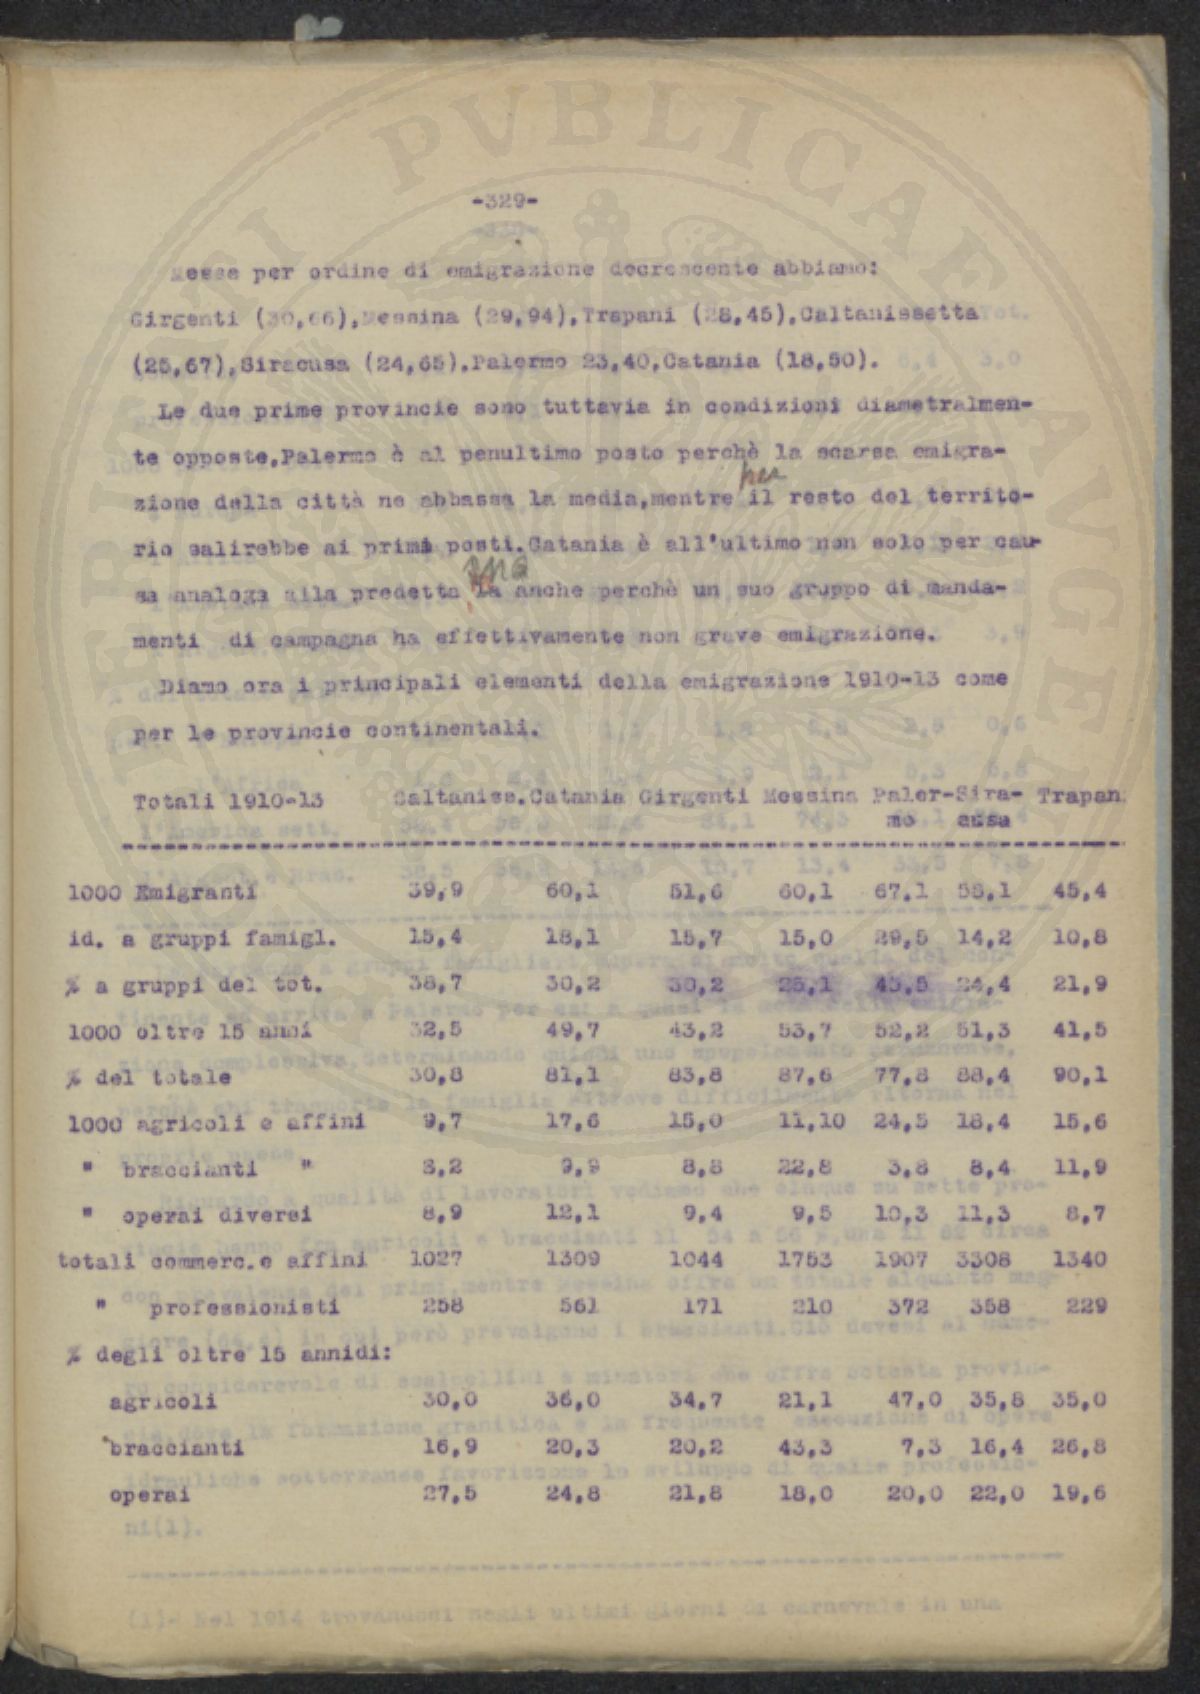 -329-
Messe per ordine di emigrazione decrescente abbiamo:
Girgenti (30,66),Messina (29,94),Trapani (28,45),Caltanissetta
(25,67),Siracusa (24,65),Palermo 23,40,Catania (18,50).
Le due prime provincie sono tuttavia in condizioni diametralmen-
te opposte,Palermo è al penultimo posto perchè la scarsa emigra-
zione della città ne abbassa la media,mentre per il resto del territo-
rio salirebbe ai primi posti.Catania è all'ultimo non solo per cau-
sa analoga alla predetta ma anche perchè un suo gruppo di manda-
menti di campagna ha effettivamente non grave emigrazione.
Diamo ora i principali elementi della emigrazione 1910-13 come
per le provincie continentali.
Totali 1910-13 Caltaniss. Catania Girgenti Messina Paler- Sira- Trapani
mo cusa
1000 Emigranti 39,9 60,1 51,6 60,1 67,1 58,1 45,4
id. a gruppi famigl. 15,4 18,1 15,7 15,0 29,5 14,2 10,8
% a gruppi del tot. 38,7 30,2 30,2 25,1 43,5 24,4 21,9
1000 oltre 15 anni 32,5 49,7 43,2 53,7 52,2 51,3 41,5
% del totale 80,8 81,1 83,8 87,6 77,8 88,4 90,1
1000 agricoli e affini 9,7 17,6 15,0 11,10 24,5 18,4 15,6
" braccianti " 8,2 9,9 8,8 22,8 3,8 8,4 11,9
" operai diversi 8,9 12,1 9,4 9,5 10,3 11,3 8,7
totali commerc.e affini 1027 1309 1044 1753 1907 3308 1340
" professionisti 258 561 171 210 372 358 229
% degli oltre 15 annidi:
agricoli 30,0 36,0 34,7 21,1 47,0 35,8 35,0
braccianti 16,9 20,3 20,2 43,3 7,3 16,4 26,8
operai 27,5 24,8 21,8 18,0 20,0 22,0 19,6